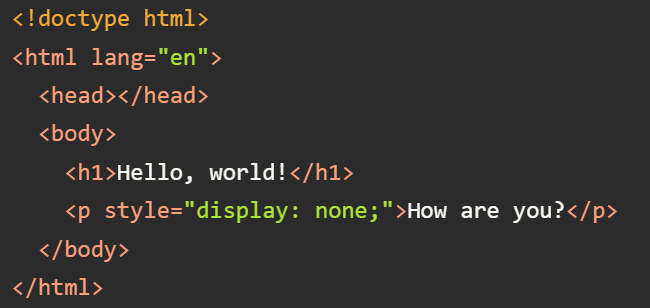 <!doctype html>
<html lang="en">
  <head></head>
  <body>
    <h1>Hello, world!</h1>
    <p style="display: none;">How are you?</p>
  </body>
</html>